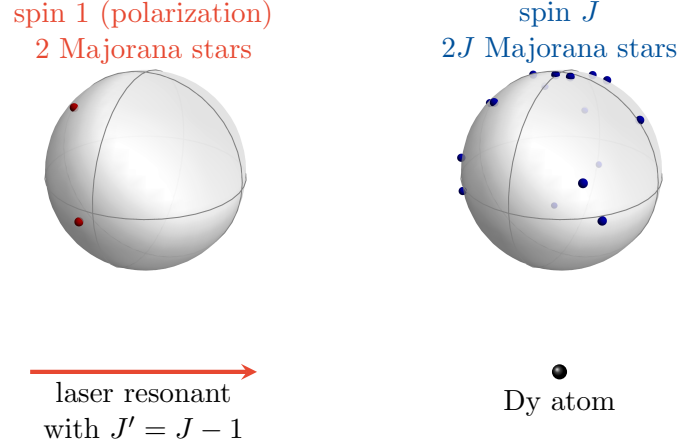 spin 1 (polarization)
2 Majorana stars
spin J
2J Majorana stars
laser resonant
with J′ = J − 1
Dy atom